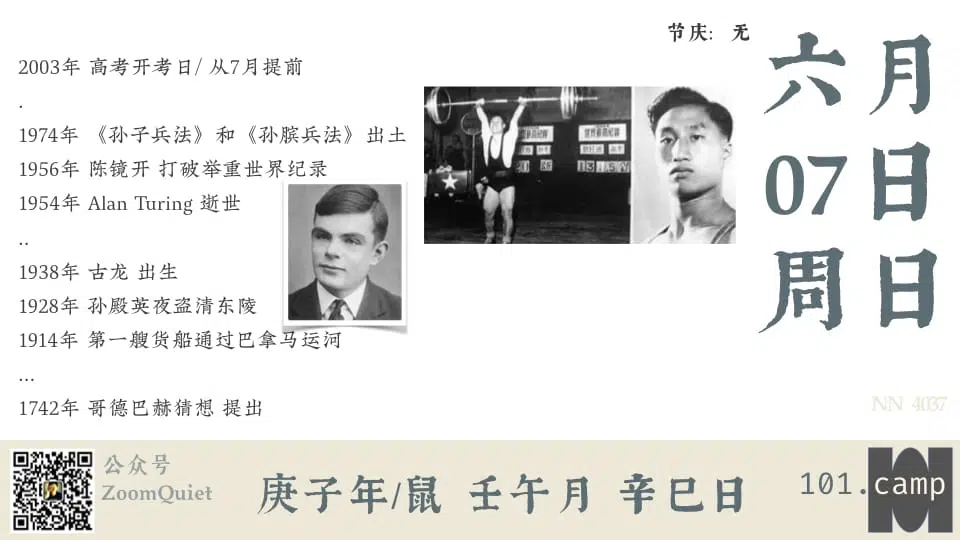 节庆: 无
六月
07日
周日
2003年 高考开考日/ 从7月提前
.
1974年 《孙子兵法》和《孙膑兵法》出土
1956年 陈镜开 打破举重世界纪录
1954年 Alan Turing 逝世
..
1938年 古龙 出生
1928年 孙殿英夜盗清东陵
1914年 第一艘货船通过巴拿马运河
...
1742年 哥德巴赫猜想 提出
NN 4037
公众号
ZoomQuiet
庚子年/鼠 壬午月 辛巳日
101.camp